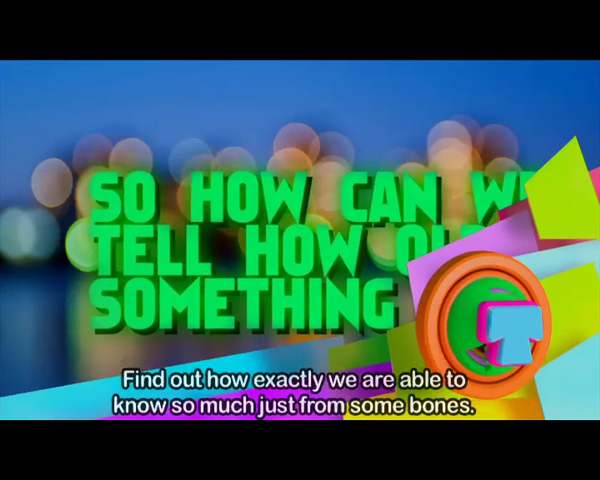 SO HOW CAN WE
TELL HOW OLD
SOMETHING
Find out how exactly we are able to
know so much just from some bones.